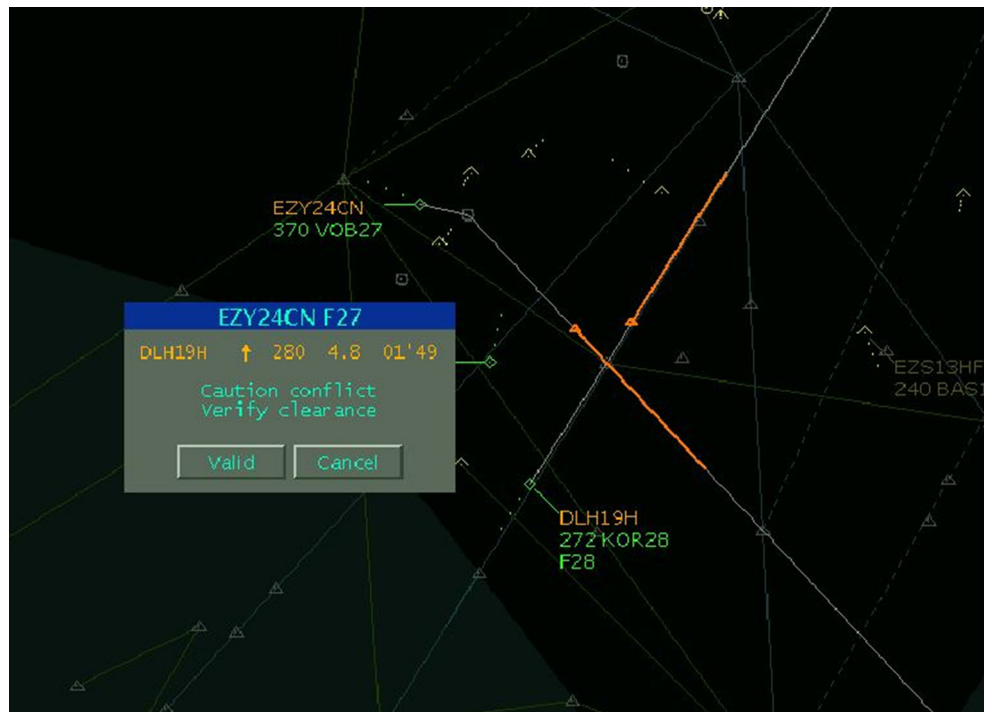 EZY24CN
370 VOB27
EZY24CN F27
DLH19H ↑ 280 4.8 01'49
Caution conflict
Verify clearance
Valid Cancel
EZS13HF
240 BAS1
DLH19H
272 KOR28
F28